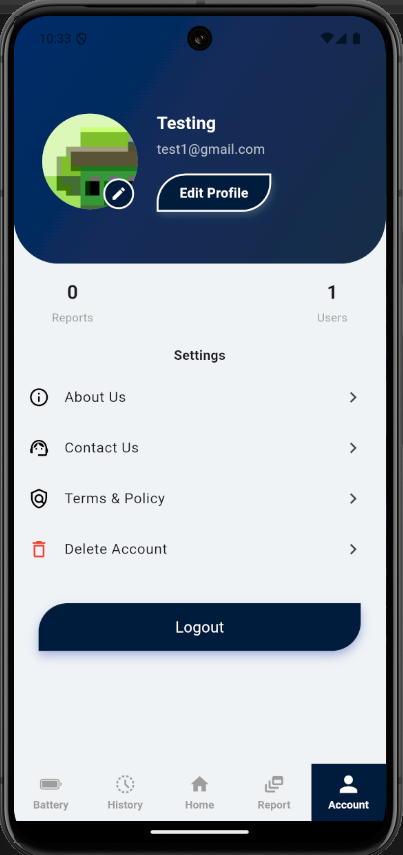 10:33
Testing
test1@gmail.com
Edit Profile
0 1
Reports Users
Settings
About Us
Contact Us
Terms & Policy
Delete Account
Logout
Battery History Home Report Account